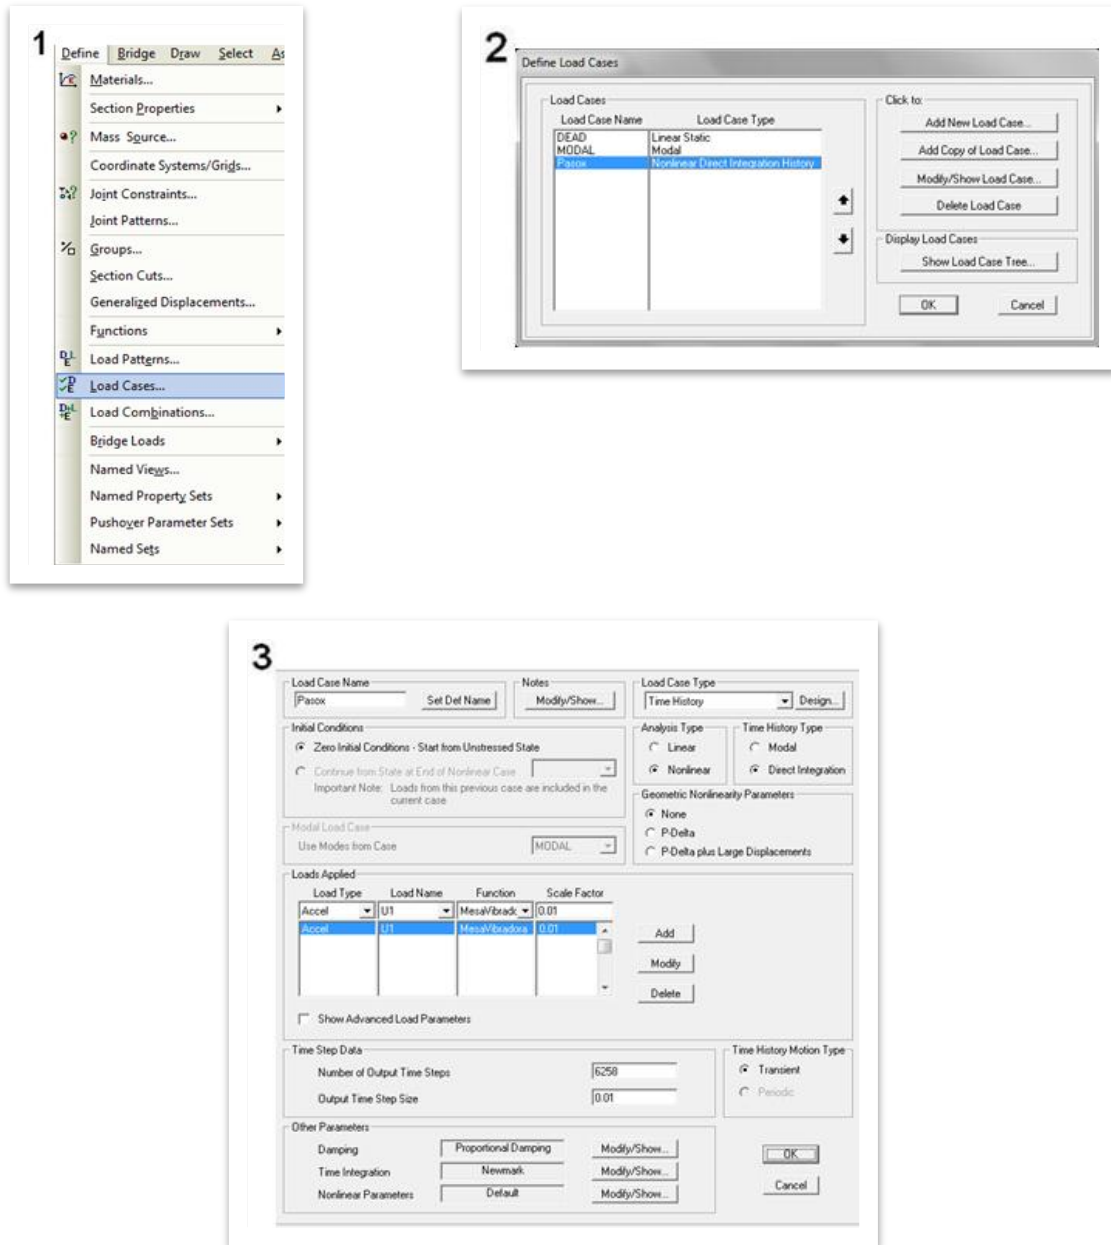 1
Define Bridge Draw Select As
Materials...
Section Properties
Mass Source...
Coordinate Systems/Grids...
Joint Constraints...
Joint Patterns...
Groups...
Section Cuts...
Generalized Displacements...
Functions
Load Patterns...
Load Cases...
Load Combinations...
Bridge Loads
Named Views...
Named Property Sets
Pushover Parameter Sets
Named Sets
2
Define Load Cases
Load Cases
Load Case Name Load Case Type
DEAD Linear Static
MODAL Modal
Pasox Nonlinear Direct Integration History
Click to:
Add New Load Case...
Add Copy of Load Case...
Modify/Show Load Case...
Delete Load Case
Display Load Cases
Show Load Case Tree...
OK Cancel
3
Load Case Name
Pasox Set Def Name
Notes
Modify/Show...
Load Case Type
Time History Design...
Initial Conditions
Zero Initial Conditions - Start from Unstressed State
Continue from State at End of Nonlinear Case
Important Note: Loads from this previous case are included in the
current case
Analysis Type
Linear
Nonlinear
Time History Type
Modal
Direct Integration
Geometric Nonlinearity Parameters
None
P-Delta
P-Delta plus Large Displacements
Modal Load Case
Use Modes from Case MODAL
Loads Applied
Load Type Load Name Function Scale Factor
Accel U1 MesaVibradc 0.01
Accel U1 MesaVibradora 0.01
Add
Modify
Delete
Show Advanced Load Parameters
Time Step Data
Number of Output Time Steps 6258
Output Time Step Size 0.01
Time History Motion Type
Transient
Periodic
Other Parameters
Damping Proportional Damping Modify/Show...
Time Integration Newmark Modify/Show...
Nonlinear Parameters Default Modify/Show...
OK
Cancel